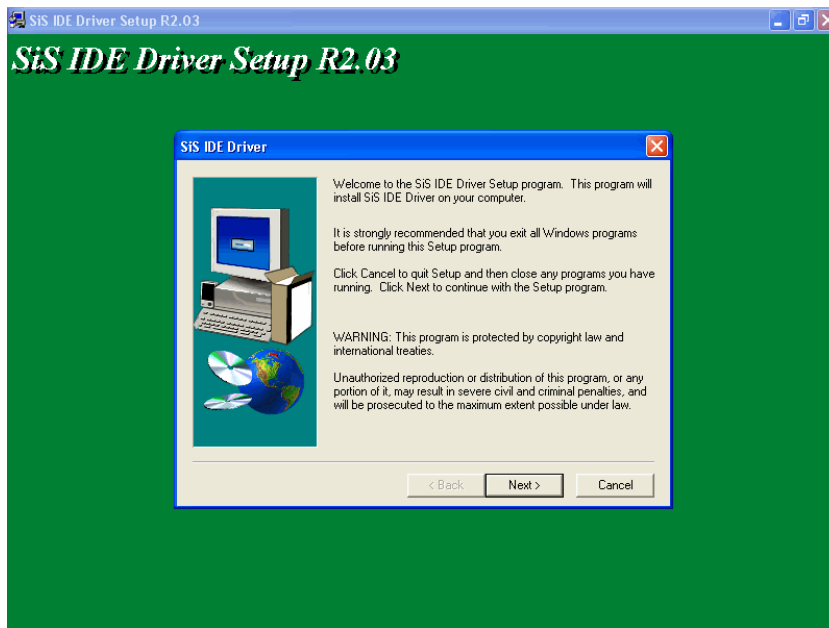 SiS IDE Driver Setup R2.03
SiS IDE Driver Setup R2.03
SiS IDE Driver
Welcome to the SiS IDE Driver Setup program. This program will
install SiS IDE Driver on your computer.
It is strongly recommended that you exit all Windows programs
before running this Setup program.
Click Cancel to quit Setup and then close any programs you have
running. Click Next to continue with the Setup program.
WARNING: This program is protected by copyright law and
international treaties.
Unauthorized reproduction or distribution of this program, or any
portion of it, may result in severe civil and criminal penalties, and
will be prosecuted to the maximum extent possible under law.
< Back Next > Cancel